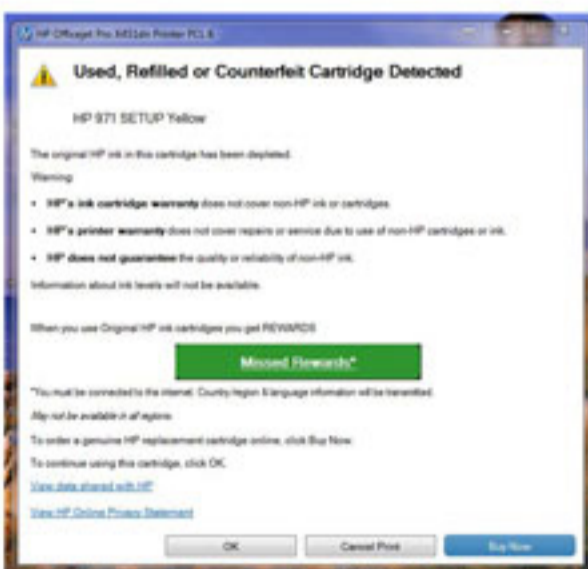 HP Officejet Pro X451dn Printer PCL 6
Used, Refilled or Counterfeit Cartridge Detected
HP 971 SETUP Yellow
The original HP ink in this cartridge has been depleted.
Warning:
• HP's ink cartridge warranty does not cover non-HP ink or cartridges.
• HP's printer warranty does not cover repairs or service due to use of non-HP cartridges or ink.
• HP does not guarantee the quality or reliability of non-HP ink.
Information about ink levels will not be available.
When you use Original HP ink cartridges you get REWARDS
Missed Rewards*
*You must be connected to the internet. Country/region & language information will be transmitted.
May not be available in all regions.
To order a genuine HP replacement cartridge online, click Buy Now.
To continue using this cartridge, click OK.
View data shared with HP
View HP Online Privacy Statement
OK
Cancel Print
Buy Now